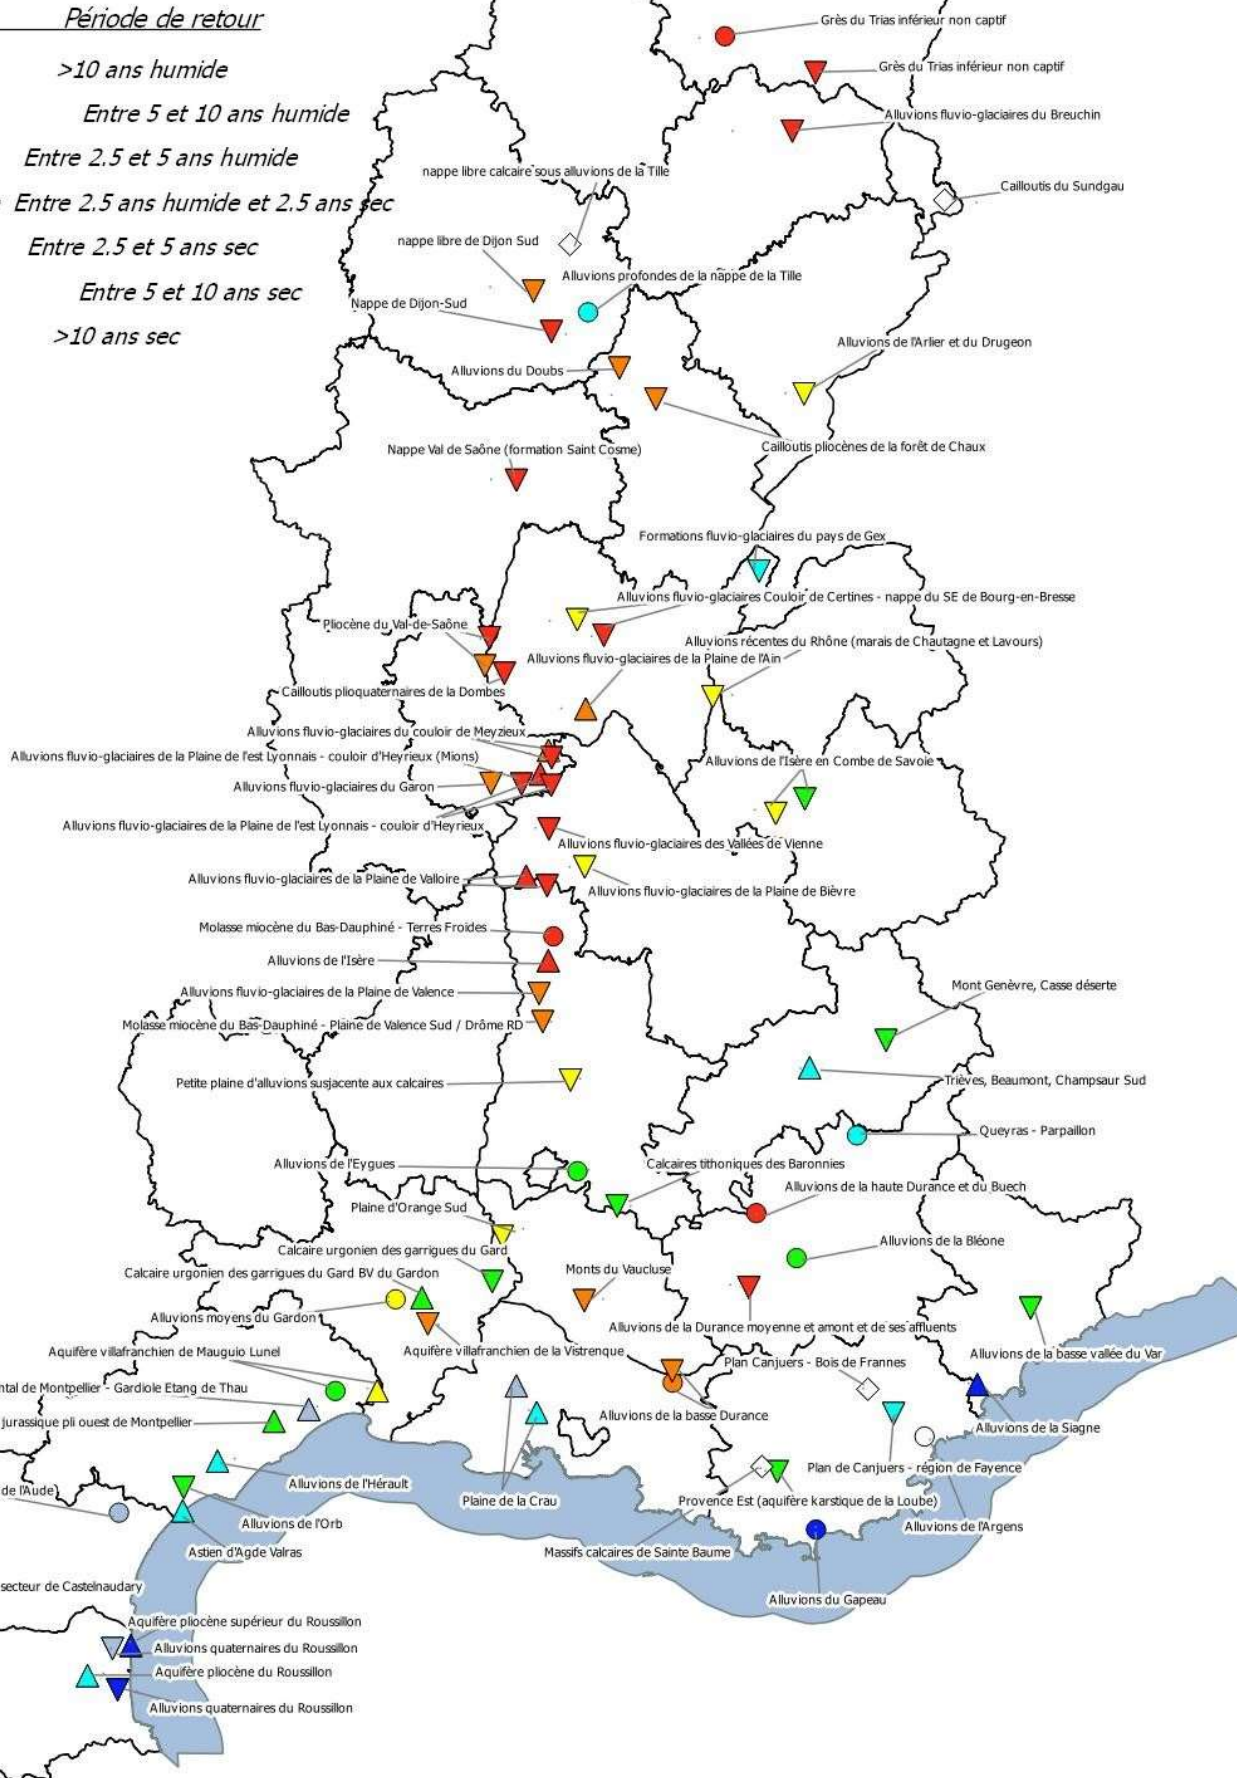 Période de retour
>10 ans humide
Entre 5 et 10 ans humide
Entre 2.5 et 5 ans humide
Entre 2.5 ans humide et 2.5 ans sec
Entre 2.5 et 5 ans sec
Entre 5 et 10 ans sec
>10 ans sec
Grès du Trias inférieur non captif
Grès du Trias inférieur non captif
Alluvions fluvio-glaciaires du Breuchin
nappe libre calcaire sous alluvions de la Tille
Cailloutis du Sundgau
nappe libre de Dijon Sud
Alluvions profondes de la nappe de la Tille
Nappe de Dijon-Sud
Alluvions de l'Arlier et du Drugeon
Alluvions du Doubs
Cailloutis pliocènes de la forêt de Chaux
Nappe Val de Saône (formation Saint Cosme)
Formations fluvio-glaciaires du pays de Gex
Alluvions fluvio-glaciaires Couloir de Certines - nappe du SE de Bourg-en-Bresse
Pliocène du Val-de-Saône
Alluvions récentes du Rhône (marais de Chautagne et Lavours)
Alluvions fluvio-glaciaires de la Plaine de l'Ain
Cailloutis plioquaternaires de la Dombes
Alluvions fluvio-glaciaires du couloir de Meyzieux
Alluvions fluvio-glaciaires de la Plaine de l'est Lyonnais - couloir d'Heyrieux (Mions)
Alluvions de l'Isère en Combe de Savoie
Alluvions fluvio-glaciaires du Garon
Alluvions fluvio-glaciaires de la Plaine de l'est Lyonnais - couloir d'Heyrieux
Alluvions fluvio-glaciaires des Vallées de Vienne
Alluvions fluvio-glaciaires de la Plaine de Valloire
Alluvions fluvio-glaciaires de la Plaine de Bièvre
Molasse miocène du Bas-Dauphiné - Terres Froides
Alluvions de l'Isère
Alluvions fluvio-glaciaires de la Plaine de Valence
Mont Genèvre, Casse déserte
Molasse miocène du Bas-Dauphiné - Plaine de Valence Sud / Drôme RD
Petite plaine d'alluvions susjacente aux calcaires
Trièves, Beaumont, Champsaur Sud
Queyras - Parpaillon
Alluvions de l'Eygues
Calcaires tithoniques des Baronnies
Alluvions de la haute Durance et du Buech
Plaine d'Orange Sud
Alluvions de la Bléone
Calcaire urgonien des garrigues du Gard
Calcaire urgonien des garrigues du Gard BV du Gardon
Monts du Vaucluse
Alluvions moyens du Gardon
Alluvions de la Durance moyenne et amont et de ses affluents
Aquifère villafranchien de Mauguio Lunel
Aquifère villafranchien de la Vistrenque
Alluvions de la basse vallée du Var
Plan Canjuers - Bois de Frannes
ntal de Montpellier - Gardiole Etang de Thau
jurassique pli ouest de Montpellier
Alluvions de la basse Durance
Alluvions de la Siagne
Plan de Canjuers - région de Fayence
Alluvions de l'Hérault
de l'Aude)
Plaine de la Crau
Provence Est (aquifère karstique de la Loube)
Alluvions de l'Orb
Alluvions de l'Argens
Astien d'Agde Valras
Massifs calcaires de Sainte Baume
secteur de Castelnaudary
Alluvions du Gapeau
Aquifère pliocène supérieur du Roussillon
Alluvions quaternaires du Roussillon
Aquifère pliocène du Roussillon
Alluvions quaternaires du Roussillon